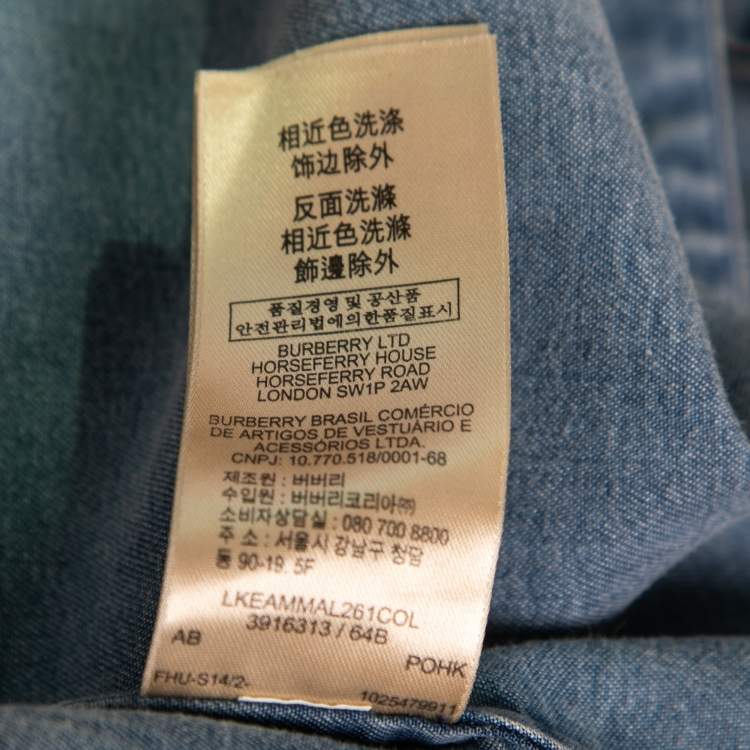 相近色洗涤
饰边除外
反面洗滌
相近色洗滌
飾邊除外
품질경영 및 공산품
안전관리법에의한품질표시
BURBERRY LTD
HORSEFERRY HOUSE
HORSEFERRY ROAD
LONDON SW1P 2AW
BURBERRY BRASIL COMÉRCIO
DE ARTIGOS DE VESTUÁRIO E
ACESSÓRIOS LTDA.
CNPJ: 10.770.518/0001-68
제조원 : 버버리
수입원 : 버버리코리아㈜
소비자상담실 : 080 700 8800
주 소 : 서울시 강남구 청담
동 90-19. 5F
LKEAMMAL261COL
3916313 / 64B
AB
POHK
FHU-S14/2-
1025479911